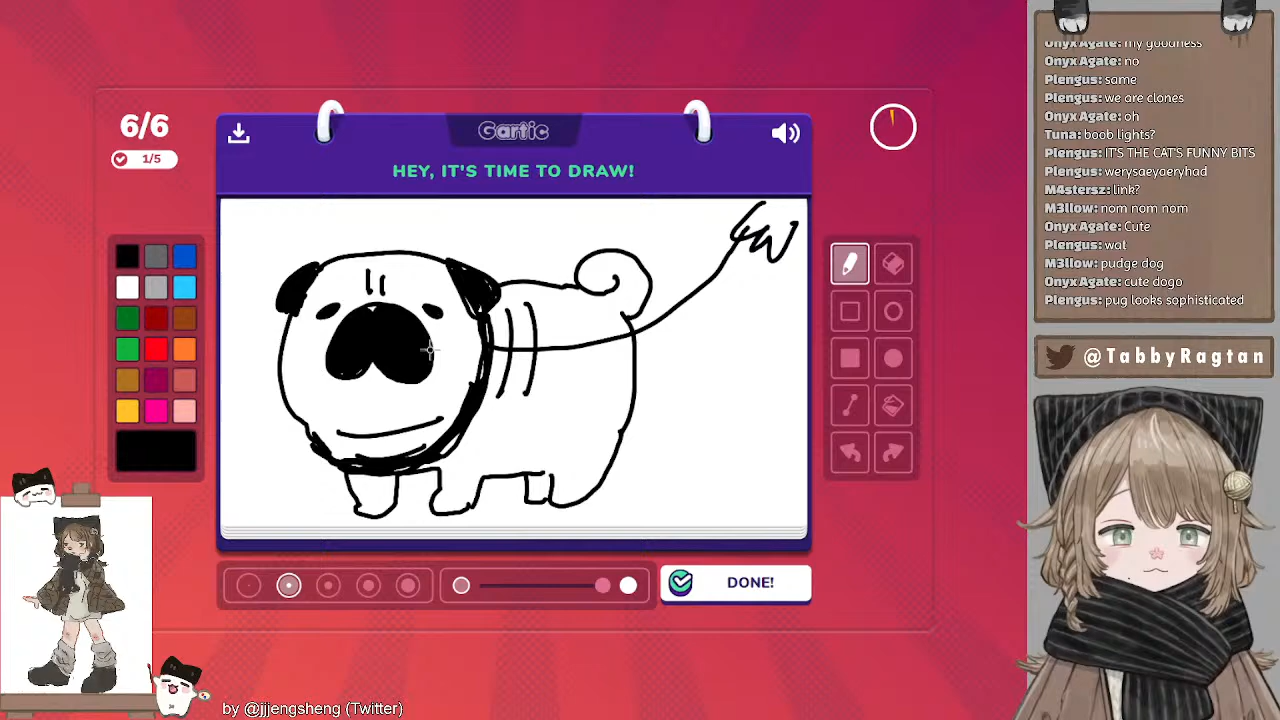 6/6
1/5
Gartic
HEY, IT'S TIME TO DRAW!
DONE!
by @jjjengsheng (Twitter)
Onyx Agate: my goodness
Onyx Agate: no
Plengus: same
Plengus: we are clones
Onyx Agate: oh
Tuna: boob lights?
Plengus: IT'S THE CAT'S FUNNY BITS
Plengus: werysaeyaeryhad
M4stersz: link?
M3llow: nom nom nom
Onyx Agate: Cute
Plengus: wat
M3llow: pudge dog
Onyx Agate: cute dogo
Plengus: pug looks sophisticated
@TabbyRagtan